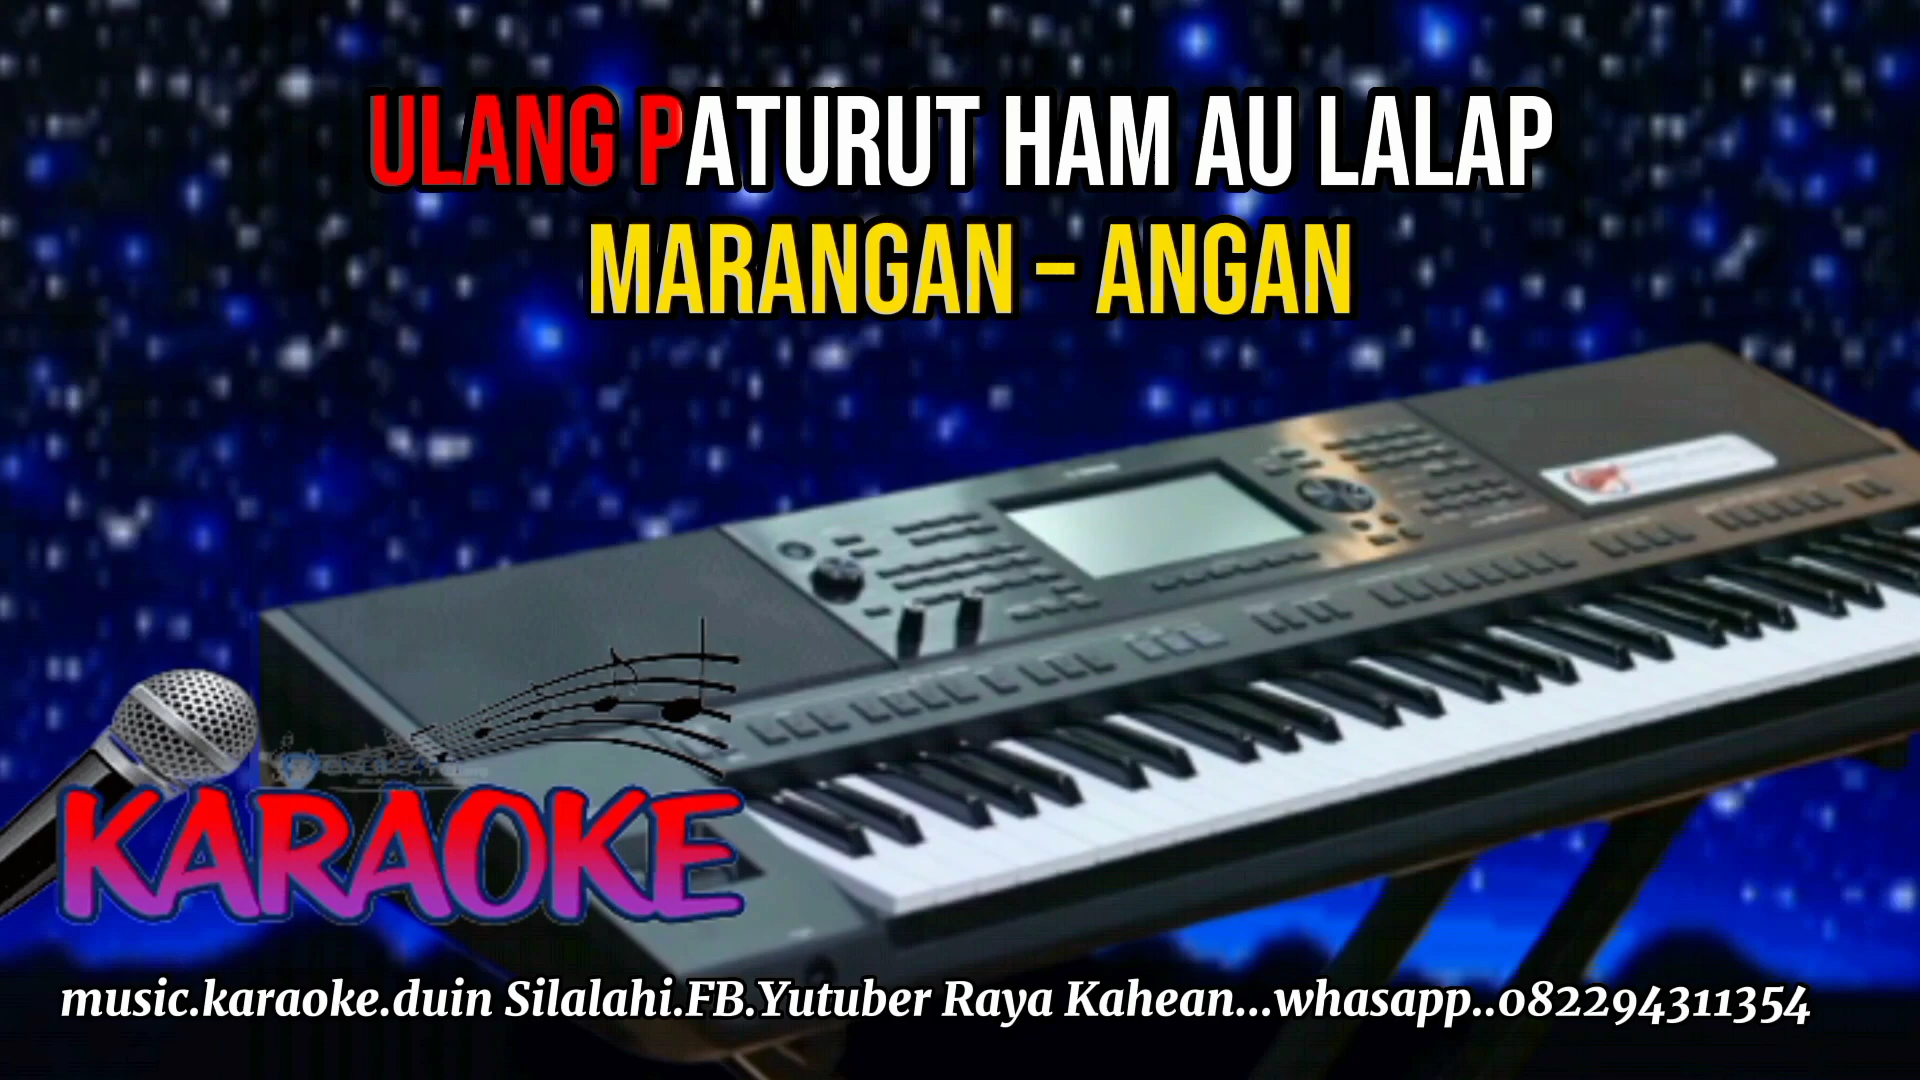 ULANG PATURUT HAM AU LALAP
MARANGAN - ANGAN
KARAOKE
music.karaoke.duin Silalahi.FB.Yutuber Raya Kahean...whasapp..082294311354